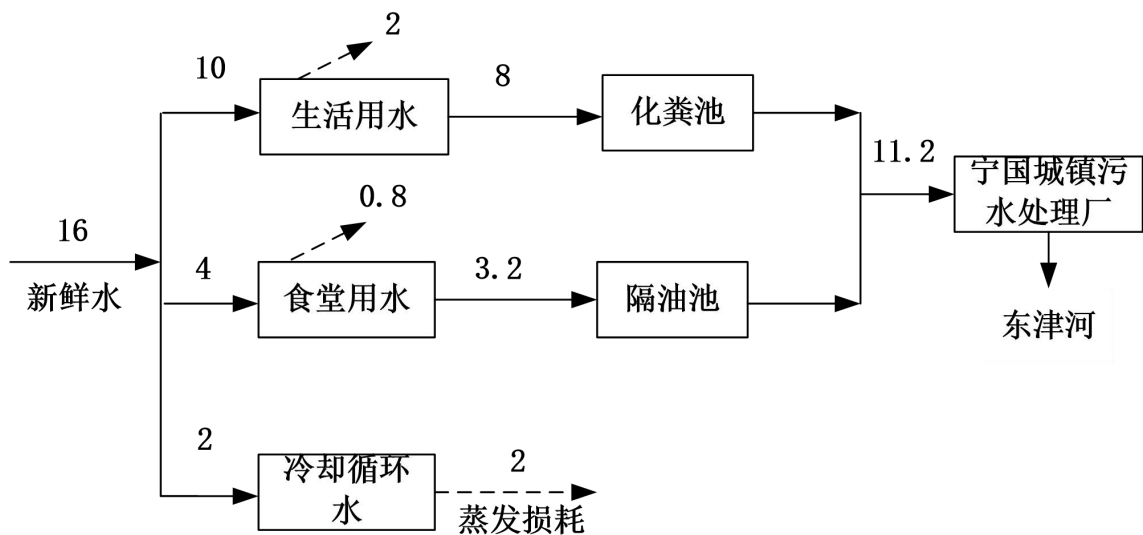 2
10
生活用水
8
化粪池
11.2
宁国城镇污
水处理厂
0.8
16
新鲜水
4
食堂用水
3.2
隔油池
东津河
2
冷却循环
水
2
蒸发损耗